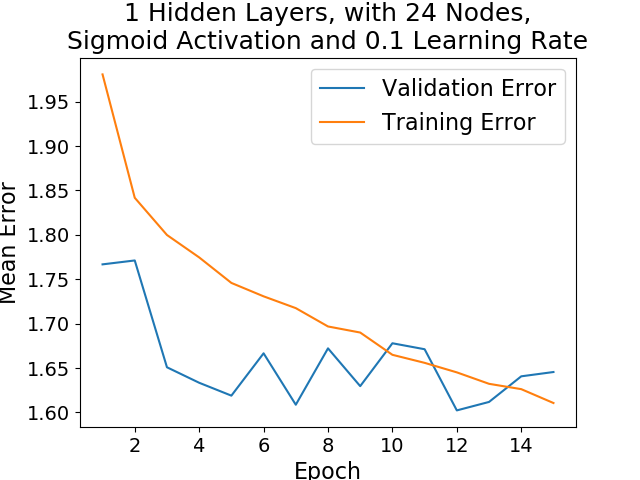 1 Hidden Layers, with 24 Nodes,
Sigmoid Activation and 0.1 Learning Rate
Validation Error
Training Error
Mean Error
1.95
1.90
1.85
1.80
1.75
1.70
1.65
1.60
2 4 6 8 10 12 14
Epoch